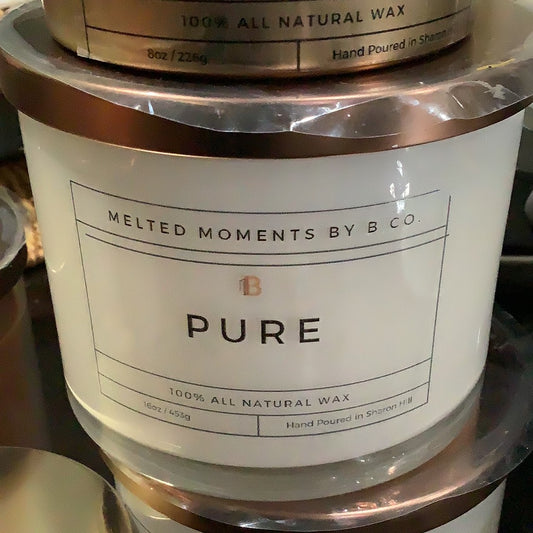 100% ALL NATURAL WAX
8oz / 226g
Hand Poured in Sharon
MELTED MOMENTS BY B CO.
B
PURE
100% ALL NATURAL WAX
16oz / 453g
Hand Poured in Sharon Hill